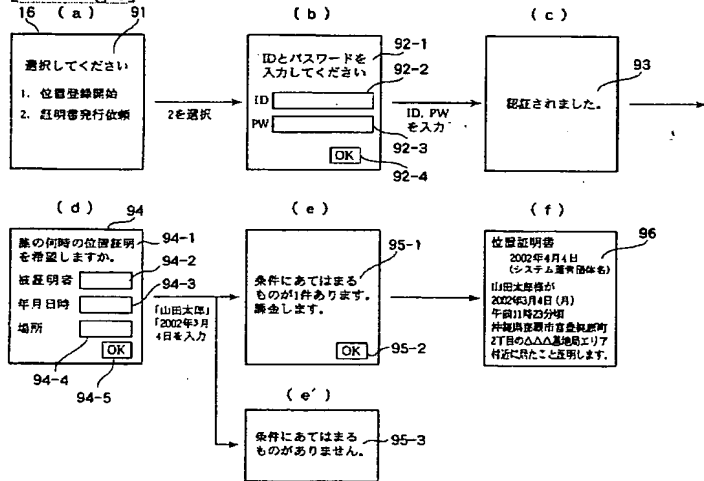 16
( a )
91
選択してください
1. 位置登録開始
2. 証明書発行依頼
2を選択
( b )
IDとパスワードを
入力してください
92-1
92-2
ID
PW
92-3
OK
92-4
ID, PW
を入力
( c )
93
認証されました。
( d )
94
誰の何時の位置証明
を希望しますか。
94-1
被証明者
94-2
年月日時
94-3
場所
94-4
OK
94-5
「山田太郎」
「2002年3月
4日を入力
( e )
95-1
条件にあてはまる
ものが1件あります。
課金します。
OK
95-2
( e′ )
条件にあてはまる
ものがありません。
95-3
( f )
96
位置証明書
2002年4月4日
(システム運営団体名)
山田太郎様が
2002年3月4日(月)
午前11時23分頃
沖縄県那覇市
2丁目の△△△基地局エリア
付近に居たこと証明します。